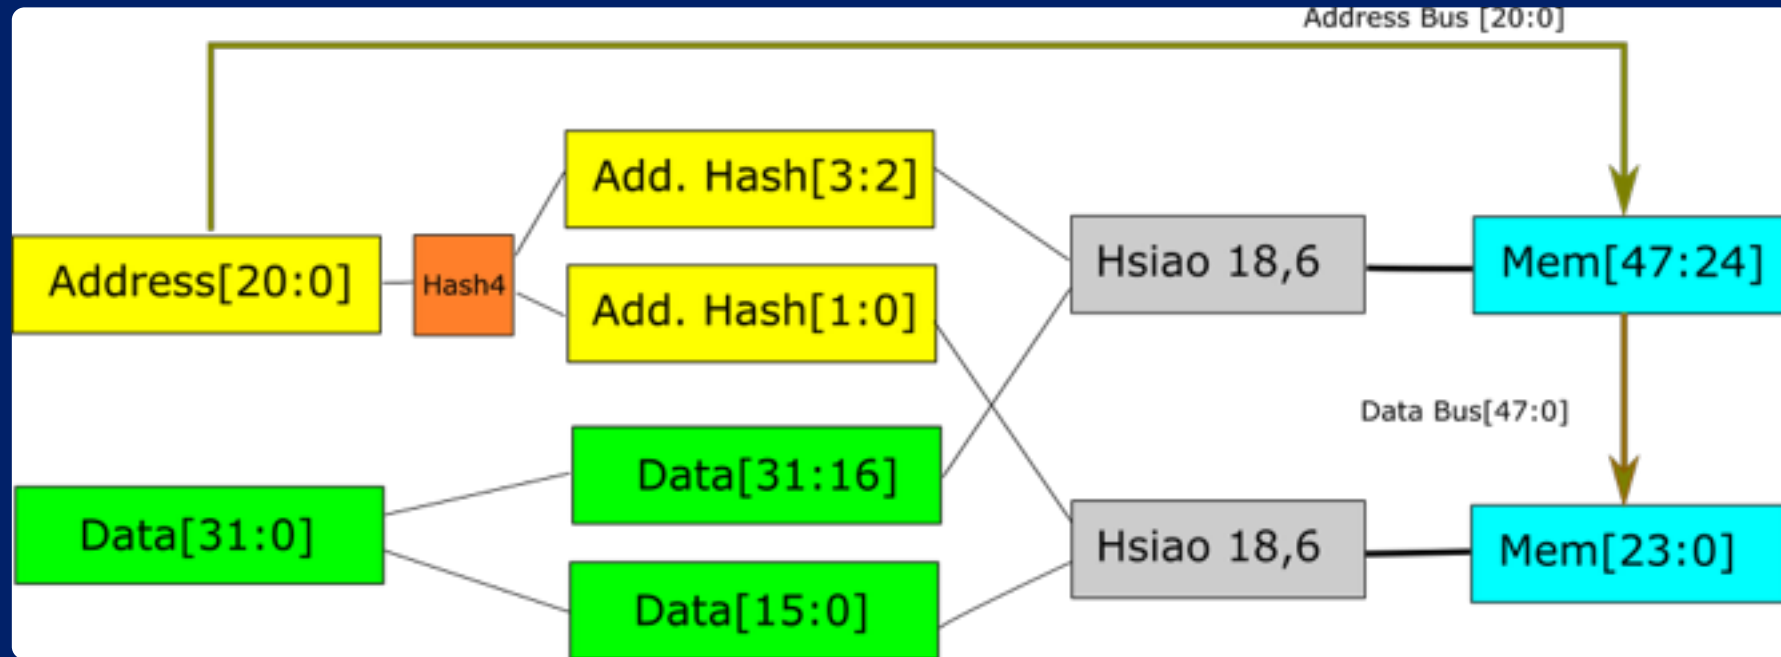 Address Bus [20:0]
Add. Hash[3:2]
Address[20:0]
Hash4
Add. Hash[1:0]
Hsiao 18,6
Mem[47:24]
Data Bus[47:0]
Data[31:16]
Data[31:0]
Data[15:0]
Hsiao 18,6
Mem[23:0]